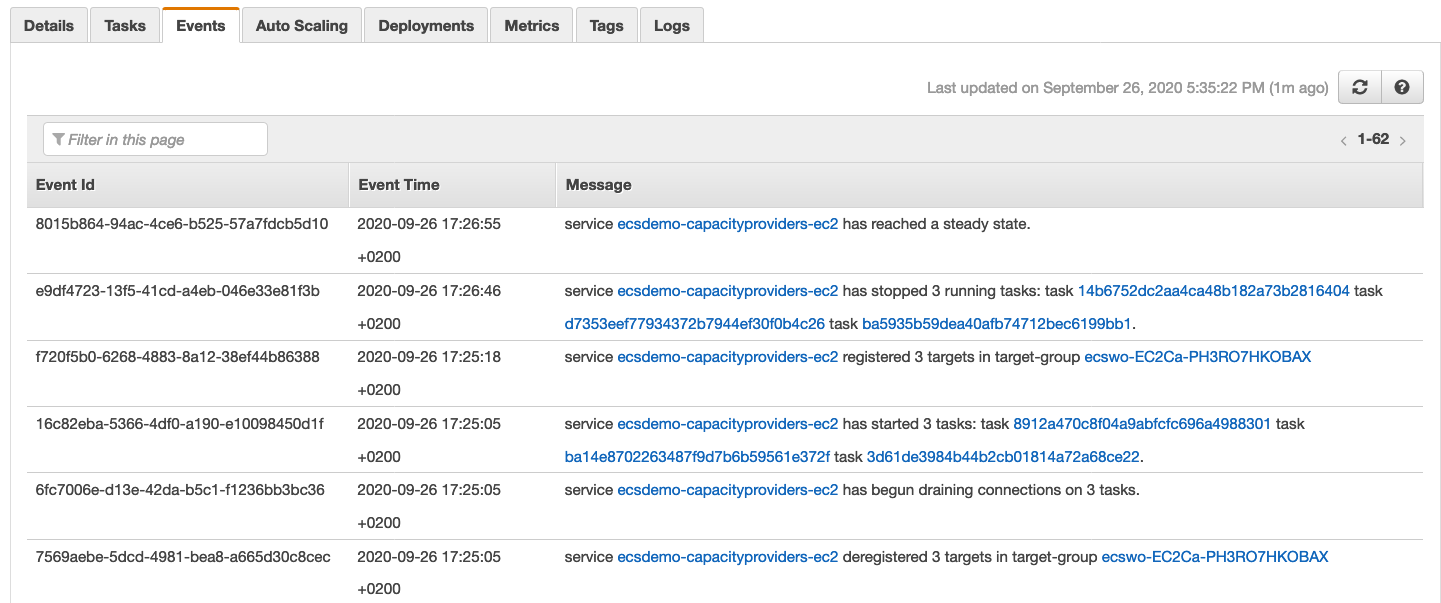 Details Tasks Events Auto Scaling Deployments Metrics Tags Logs
Last updated on September 26, 2020 5:35:22 PM (1m ago)
Filter in this page
1-62
Event Id Event Time Message
8015b864-94ac-4ce6-b525-57a7fdcb5d10 2020-09-26 17:26:55 service ecsdemo-capacityproviders-ec2 has reached a steady state.
+0200
e9df4723-13f5-41cd-a4eb-046e33e81f3b 2020-09-26 17:26:46 service ecsdemo-capacityproviders-ec2 has stopped 3 running tasks: task 14b6752dc2aa4ca48b182a73b2816404 task
+0200 d7353eef77934372b7944ef30f0b4c26 task ba5935b59dea40afb74712bec6199bb1.
f720f5b0-6268-4883-8a12-38ef44b86388 2020-09-26 17:25:18 service ecsdemo-capacityproviders-ec2 registered 3 targets in target-group ecswo-EC2Ca-PH3RO7HKOBAX
+0200
16c82eba-5366-4df0-a190-e10098450d1f 2020-09-26 17:25:05 service ecsdemo-capacityproviders-ec2 has started 3 tasks: task 8912a470c8f04a9abfcfc696a4988301 task
+0200 ba14e8702263487f9d7b6b59561e372f task 3d61de3984b44b2cb01814a72a68ce22.
6fc7006e-d13e-42da-b5c1-f1236bb3bc36 2020-09-26 17:25:05 service ecsdemo-capacityproviders-ec2 has begun draining connections on 3 tasks.
+0200
7569aebe-5dcd-4981-bea8-a665d30c8cec 2020-09-26 17:25:05 service ecsdemo-capacityproviders-ec2 deregistered 3 targets in target-group ecswo-EC2Ca-PH3RO7HKOBAX
+0200